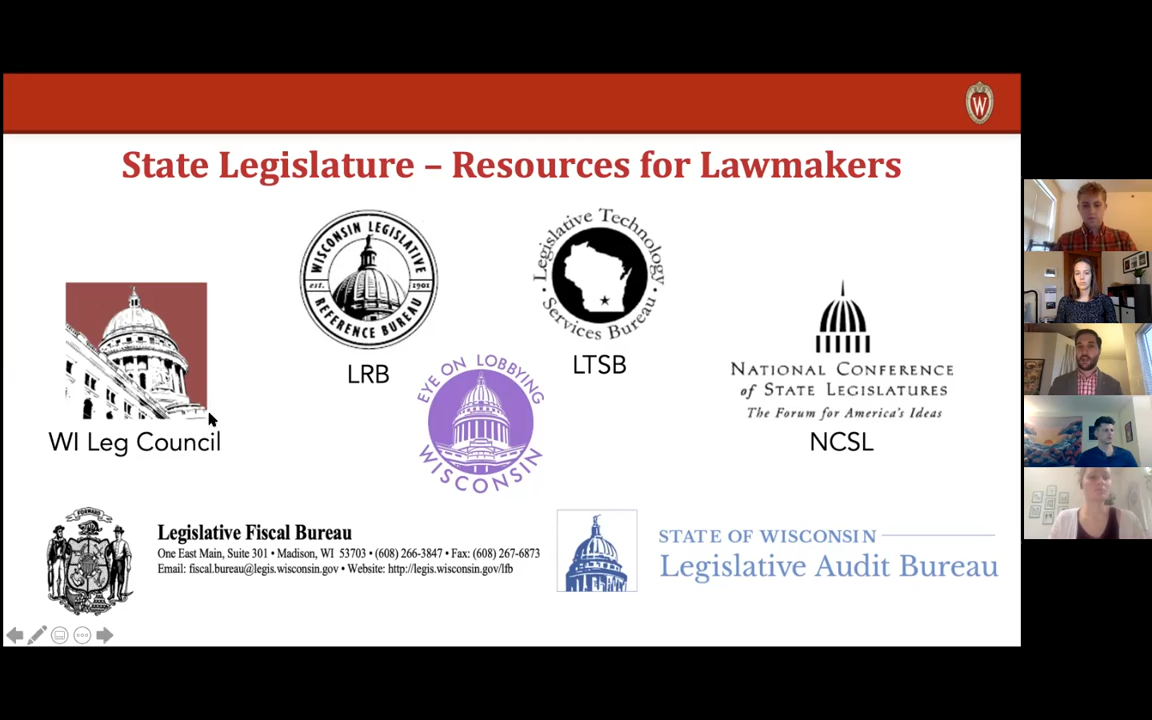 W
State Legislature – Resources for Lawmakers
WISCONSIN LEGISLATIVE
est. 1901
REFERENCE BUREAU
LRB
Legislative Technology
• Services Bureau •
LTSB
WI Leg Council
EYE ON LOBBYING
WISCONSIN
NATIONAL CONFERENCE
of STATE LEGISLATURES
The Forum for America's Ideas
NCSL
FORWARD
Legislative Fiscal Bureau
One East Main, Suite 301 • Madison, WI 53703 • (608) 266-3847 • Fax: (608) 267-6873
Email: fiscal.bureau@legis.wisconsin.gov • Website: http://legis.wisconsin.gov/lfb
STATE OF WISCONSIN
Legislative Audit Bureau